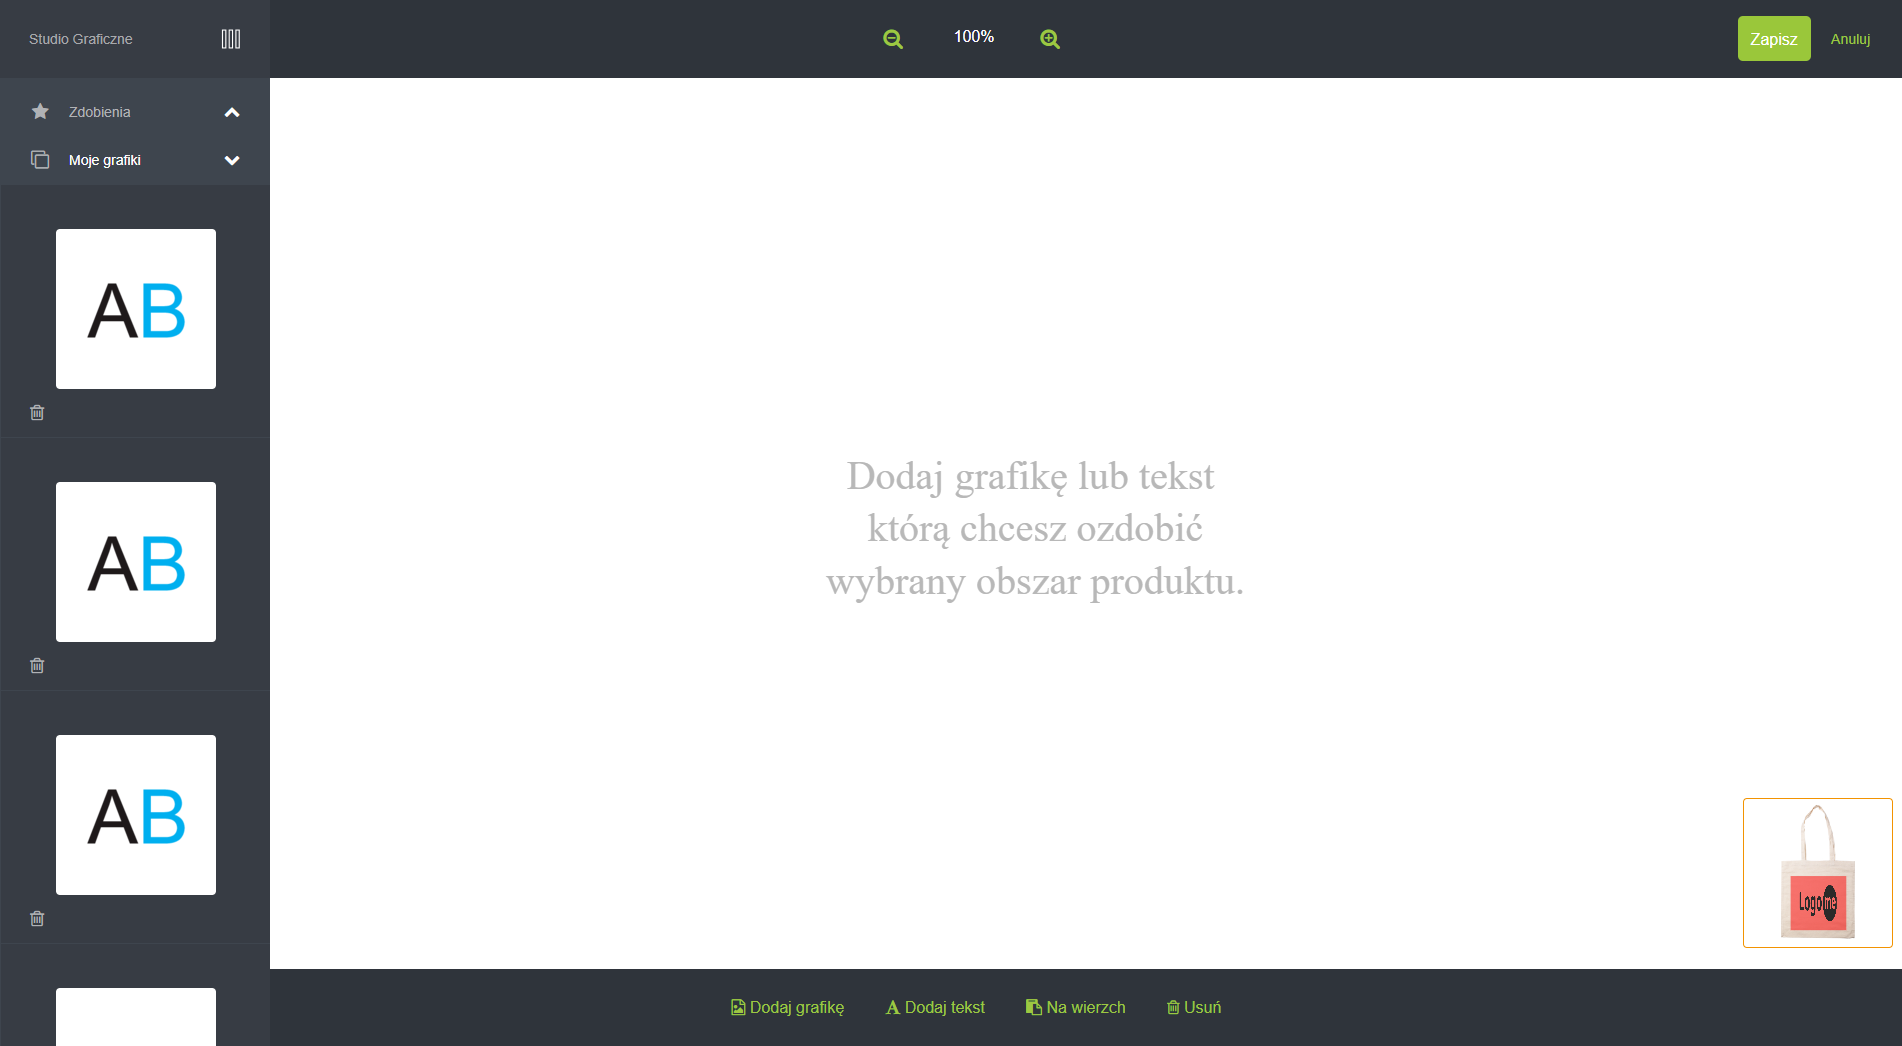 Studio Graficzne
100%
Zapisz
Anuluj
Zdobienia
Moje grafiki
AB
AB
AB
Dodaj grafikę lub tekst
którą chcesz ozdobić
wybrany obszar produktu.
Logo me
Dodaj grafikę
Dodaj tekst
Na wierzch
Usuń